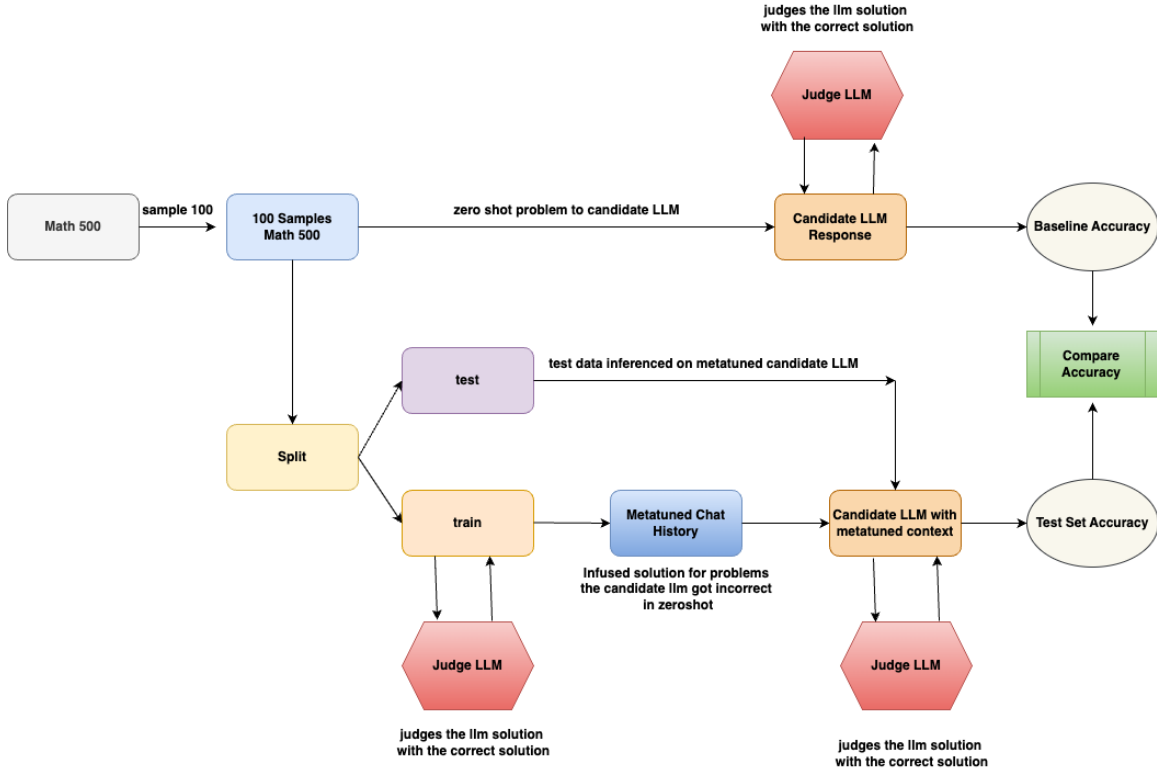 judges the llm solution
with the correct solution
Judge LLM
Math 500
sample 100
100 Samples
Math 500
zero shot problem to candidate LLM
Candidate LLM
Response
Baseline Accuracy
Compare
Accuracy
test
test data inferenced on metatuned candidate LLM
Split
train
Metatuned Chat
History
Infused solution for problems
the candidate llm got incorrect
in zeroshot
Candidate LLM with
metatuned context
Test Set Accuracy
Judge LLM
judges the llm solution
with the correct solution
Judge LLM
judges the llm solution
with the correct solution